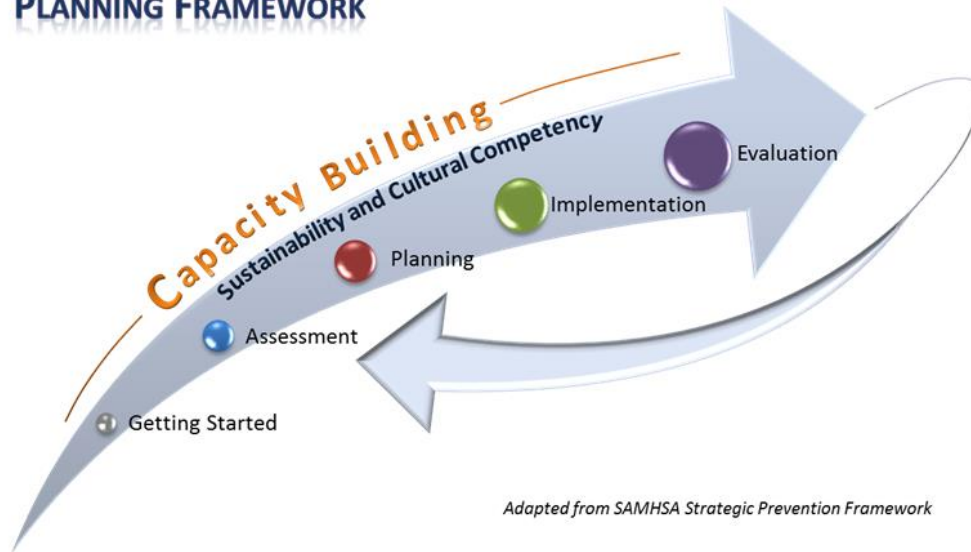 PLANNING FRAMEWORK
Capacity Building
Sustainability and Cultural Competency
Evaluation
Implementation
Planning
Assessment
Getting Started
Adapted from SAMHSA Strategic Prevention Framework